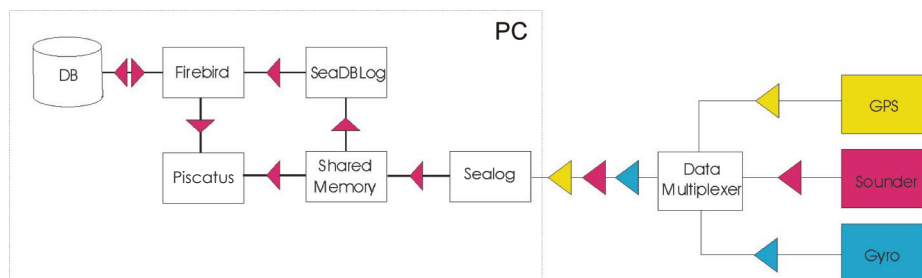 PC
DB
Firebird
SeaDBLog
GPS
Piscatus
Shared
Memory
Sealog
Data
Multiplexer
Sounder
Gyro